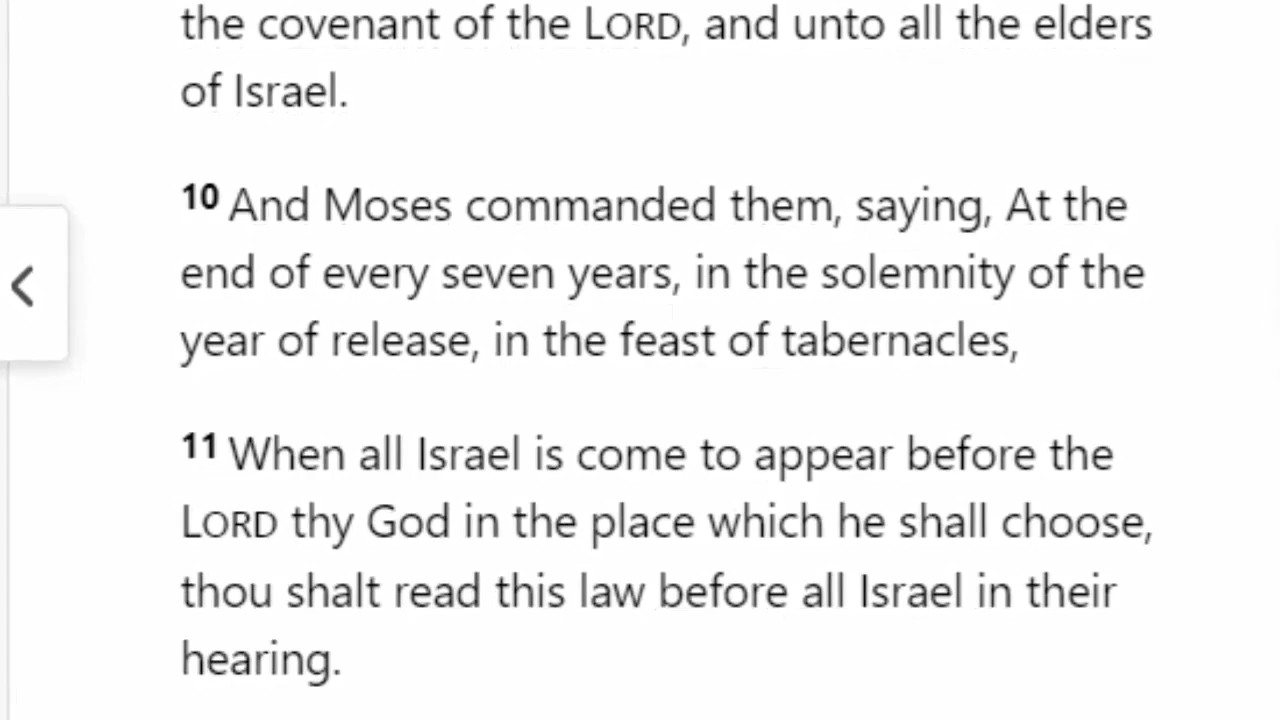 the covenant of the LORD, and unto all the elders
of Israel.
10 And Moses commanded them, saying, At the
end of every seven years, in the solemnity of the
year of release, in the feast of tabernacles,
11 When all Israel is come to appear before the
LORD thy God in the place which he shall choose,
thou shalt read this law before all Israel in their
hearing.